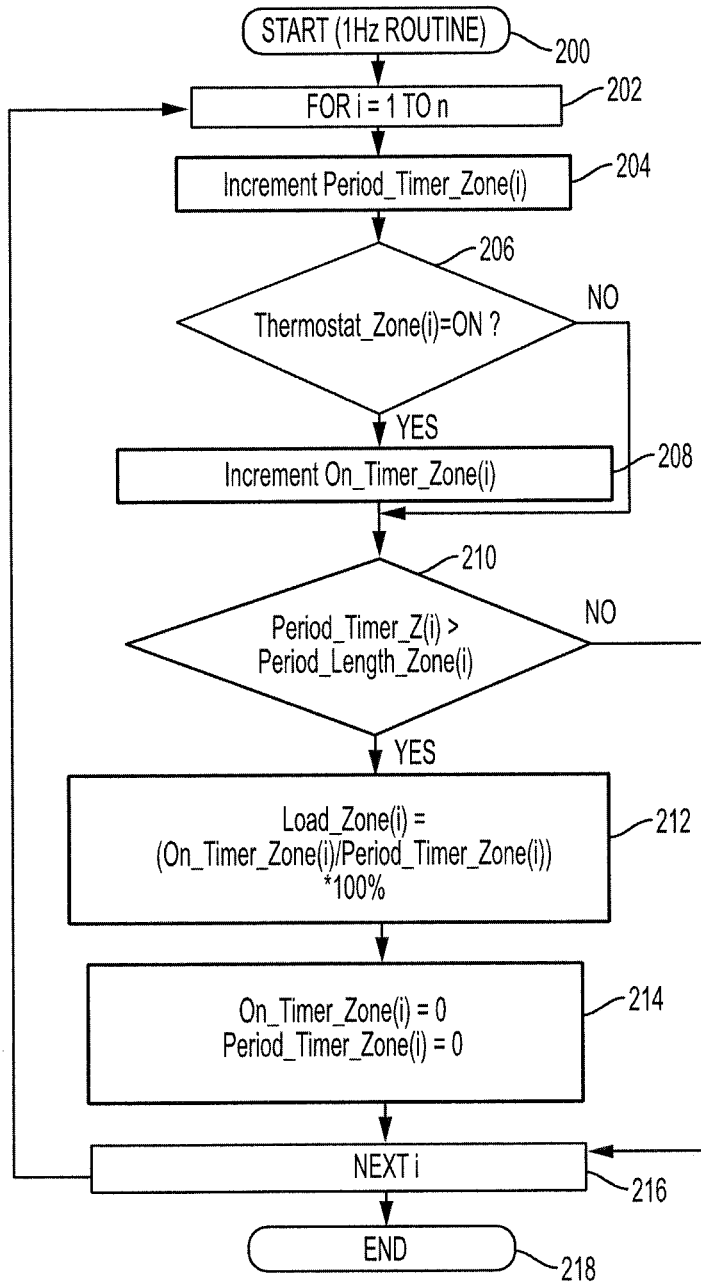 START (1Hz ROUTINE)
200
FOR i = 1 TO n
202
Increment Period_Timer_Zone(i)
204
206
Thermostat_Zone(i)=ON ?
NO
YES
Increment On_Timer_Zone(i)
208
210
Period_Timer_Z(i) >
Period_Length_Zone(i)
NO
YES
Load_Zone(i) =
(On_Timer_Zone(i)/Period_Timer_Zone(i))
*100%
212
On_Timer_Zone(i) = 0
Period_Timer_Zone(i) = 0
214
NEXT i
216
END
218